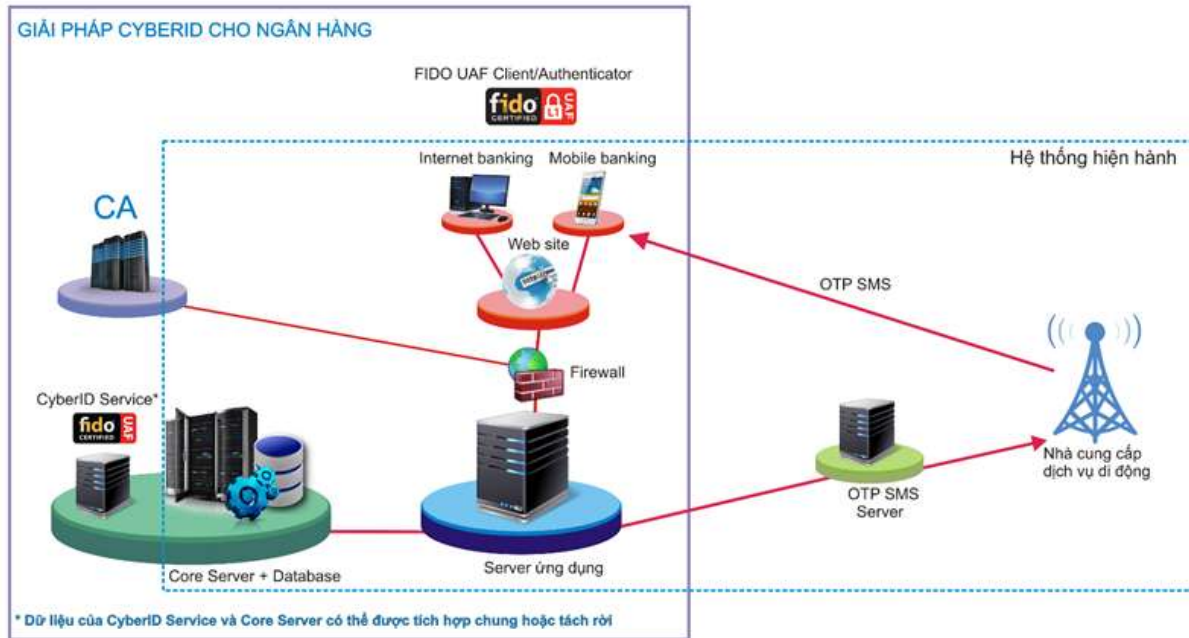 GIẢI PHÁP CYBERID CHO NGÂN HÀNG
FIDO UAF Client/Authenticator
fido
CERTIFIED
L1
UAF
Hệ thống hiện hành
Internet banking
Mobile banking
CA
Web site
OTP SMS
Firewall
CyberID Service*
fido
CERTIFIED
UAF
Nhà cung cấp
dịch vụ di động
OTP SMS
Server
Core Server + Database
Server ứng dụng
* Dữ liệu của CyberID Service và Core Server có thể được tích hợp chung hoặc tách rời